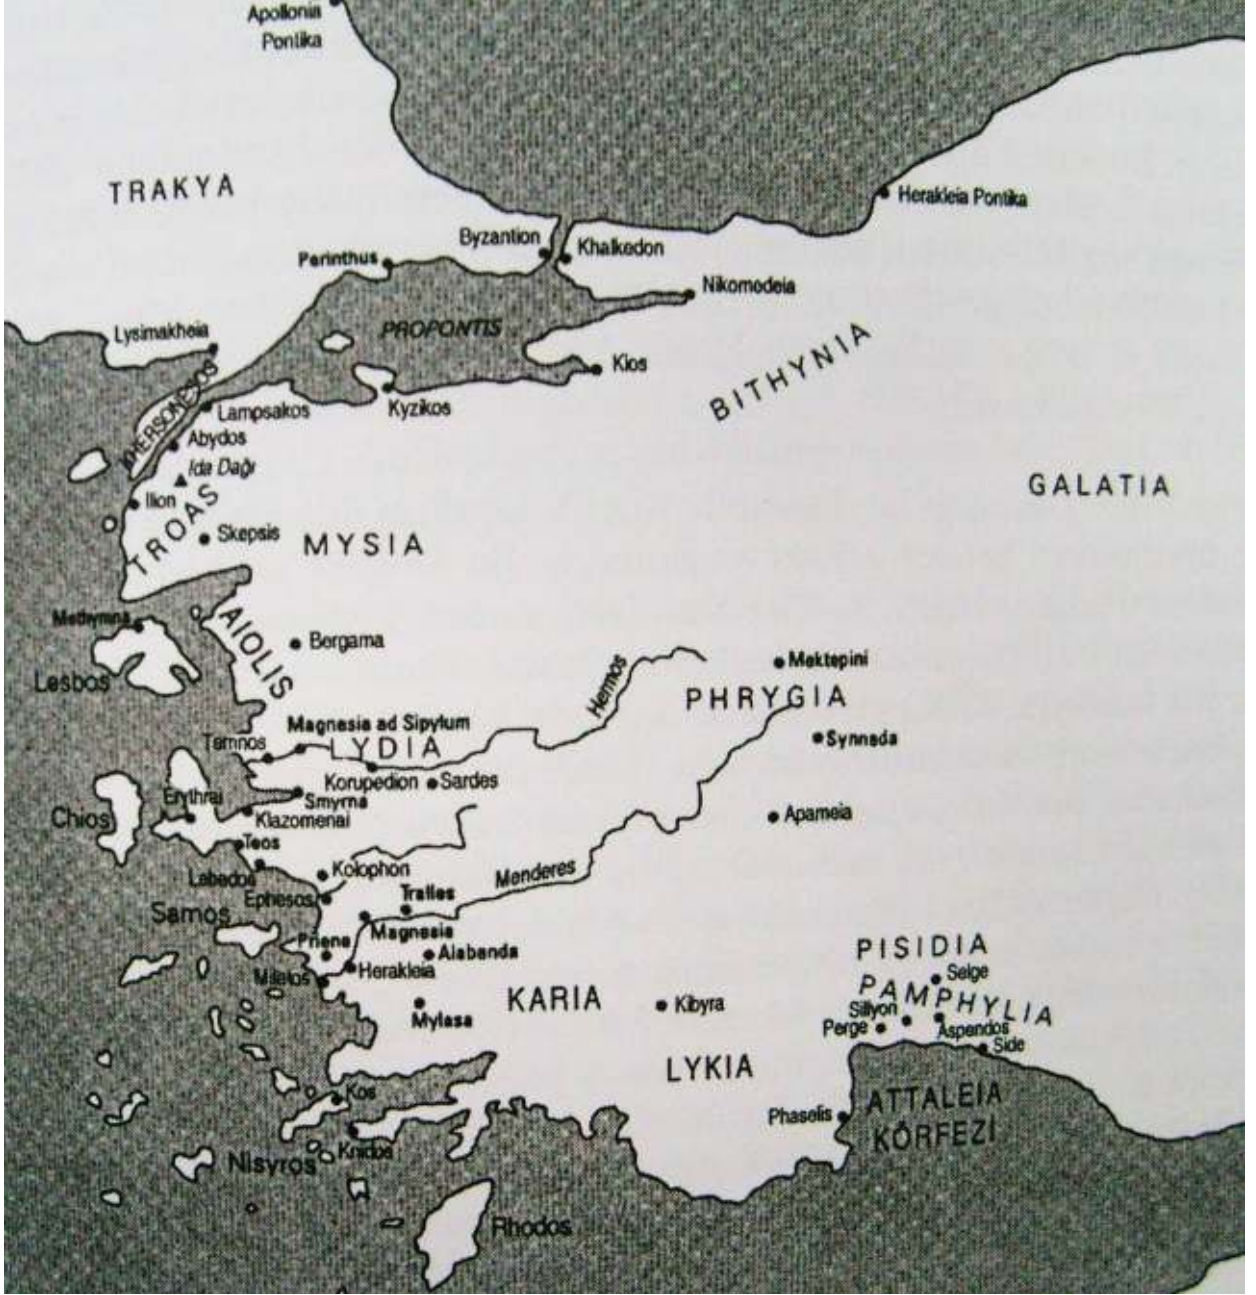 Apollonia
Pontika
TRAKYA
Herakleia Pontika
Byzantion
Khalkedon
Perinthus
Nikomedeia
PROPONTIS
Lysimakheia
Kios
BITHYNIA
KHERSONESOS
Lampsakos
Kyzikos
Abydos
Ida Dağı
GALATIA
Ilion
TROAS
Skepsis
MYSIA
Methymna
AIOLIS
Bergama
Lesbos
Hermos
Mektepini
PHRYGIA
Magnesia ad Sipylum
Temnos
LYDIA
Synnada
Korupedion
Sardes
Erythrai
Smyrna
Chios
Klazomenai
Apameia
Teos
Lebedos
Kolophon
Menderes
Ephesos
Tralles
Samos
Magnesia
Priene
Alabanda
PISIDIA
Miletos
Herakleia
Selge
PAMPHYLIA
KARIA
Kibyra
Sillyon
Mylasa
Perge
Aspendos
Side
LYKIA
Kos
ATTALEIA
KÖRFEZİ
Phaselis
Knidos
Nisyros
Rhodos